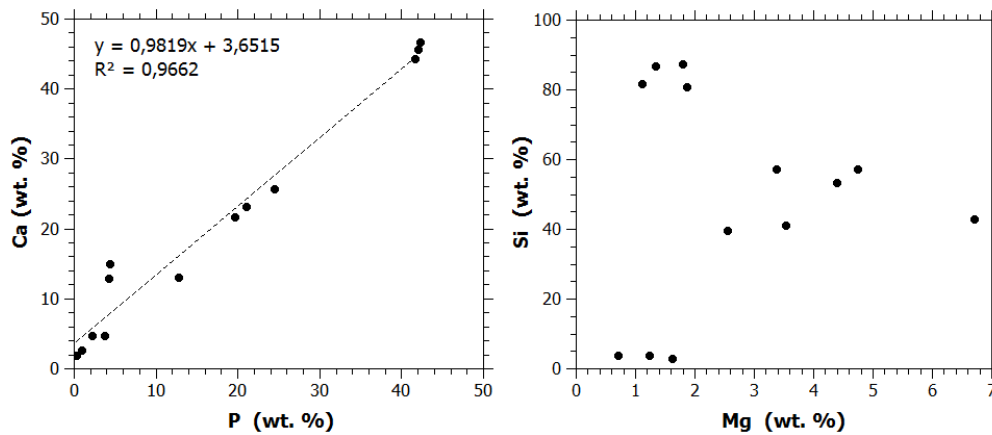 y = 0,9819x + 3,6515
R² = 0,9662
50
40
30
20
10
0
Ca (wt. %)
0 10 20 30 40 50
P (wt. %)
100
80
60
40
20
0
Si (wt. %)
0 1 2 3 4 5 6 7
Mg (wt. %)